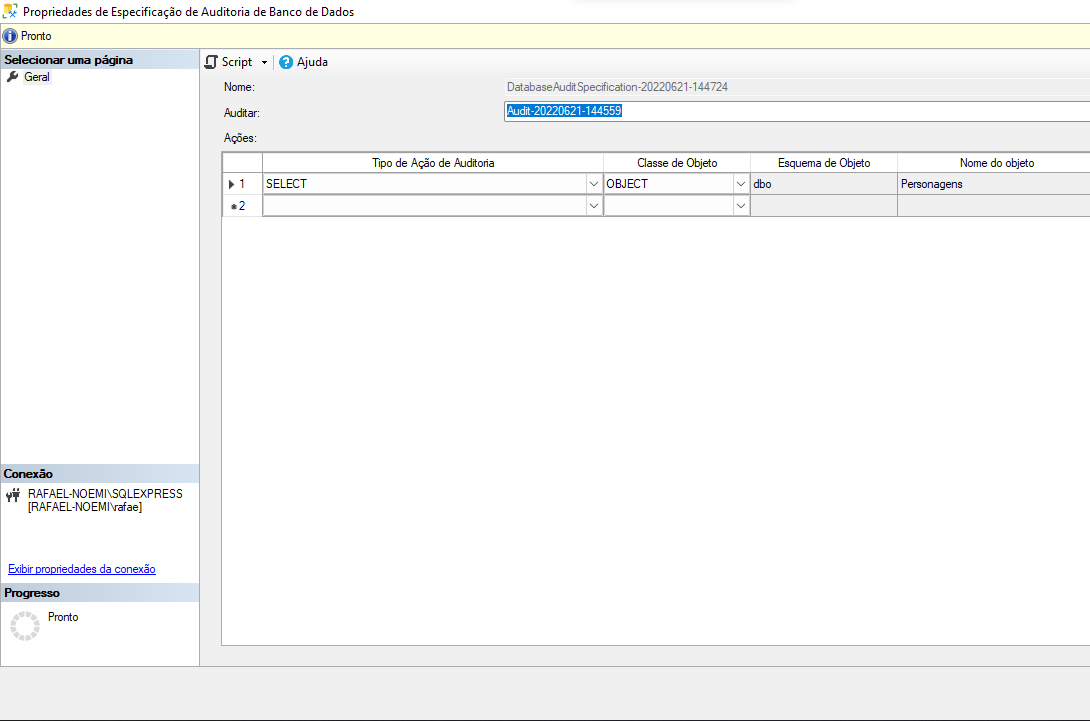 Propriedades de Especificação de Auditoria de Banco de Dados
Pronto
Selecionar uma página
Geral
Script
Ajuda
Nome:
DatabaseAuditSpecification-20220621-144724
Auditar:
Audit-20220621-144559
Ações:
Tipo de Ação de Auditoria Classe de Objeto Esquema de Objeto Nome do objeto
1 SELECT OBJECT dbo Personagens
2
Conexão
RAFAEL-NOEMI\SQLEXPRESS
[RAFAEL-NOEMI\rafae]
Exibir propriedades da conexão
Progresso
Pronto